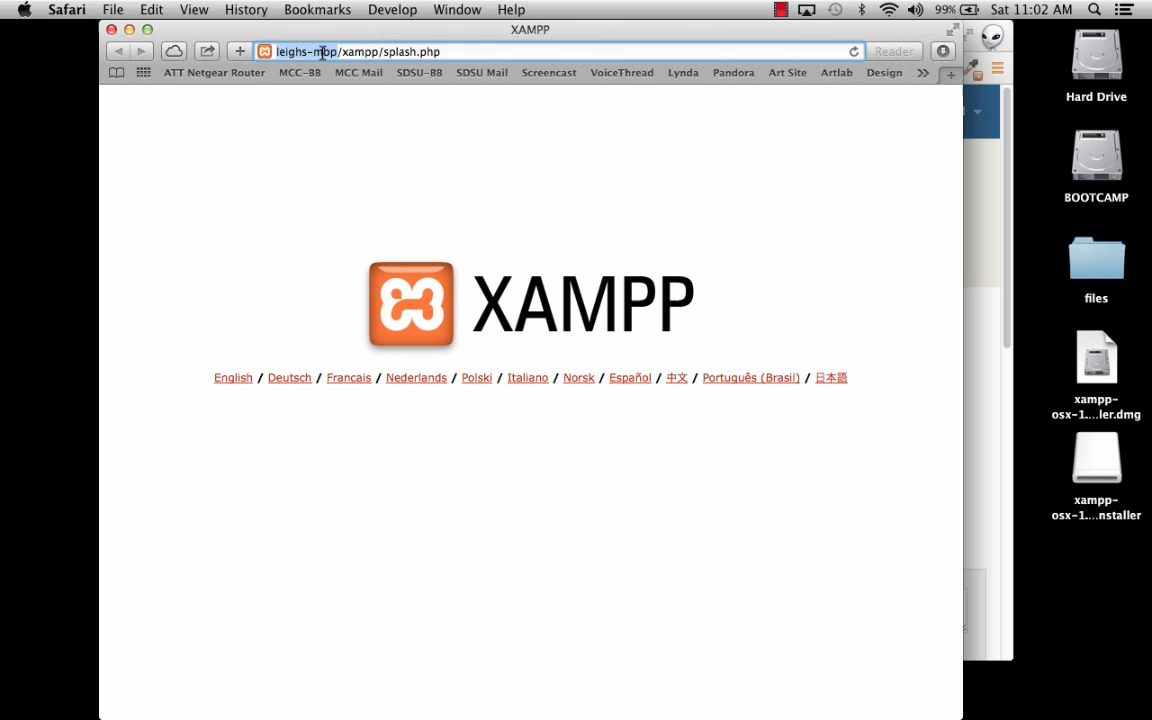 Safari File Edit View History Bookmarks Develop Window Help 99% Sat 11:02 AM
XAMPP
leighs-mbp/xampp/splash.php Reader
ATT Netgear Router MCC-BB MCC Mail SDSU-BB SDSU Mail Screencast VoiceThread Lynda Pandora Art Site Artlab Design
XAMPP
English / Deutsch / Francais / Nederlands / Polski / Italiano / Norsk / Español / 中文 / Português (Brasil) / 日本語
Hard Drive
BOOTCAMP
files
xampp-
osx-1....ler.dmg
xampp-
osx-1....nstaller